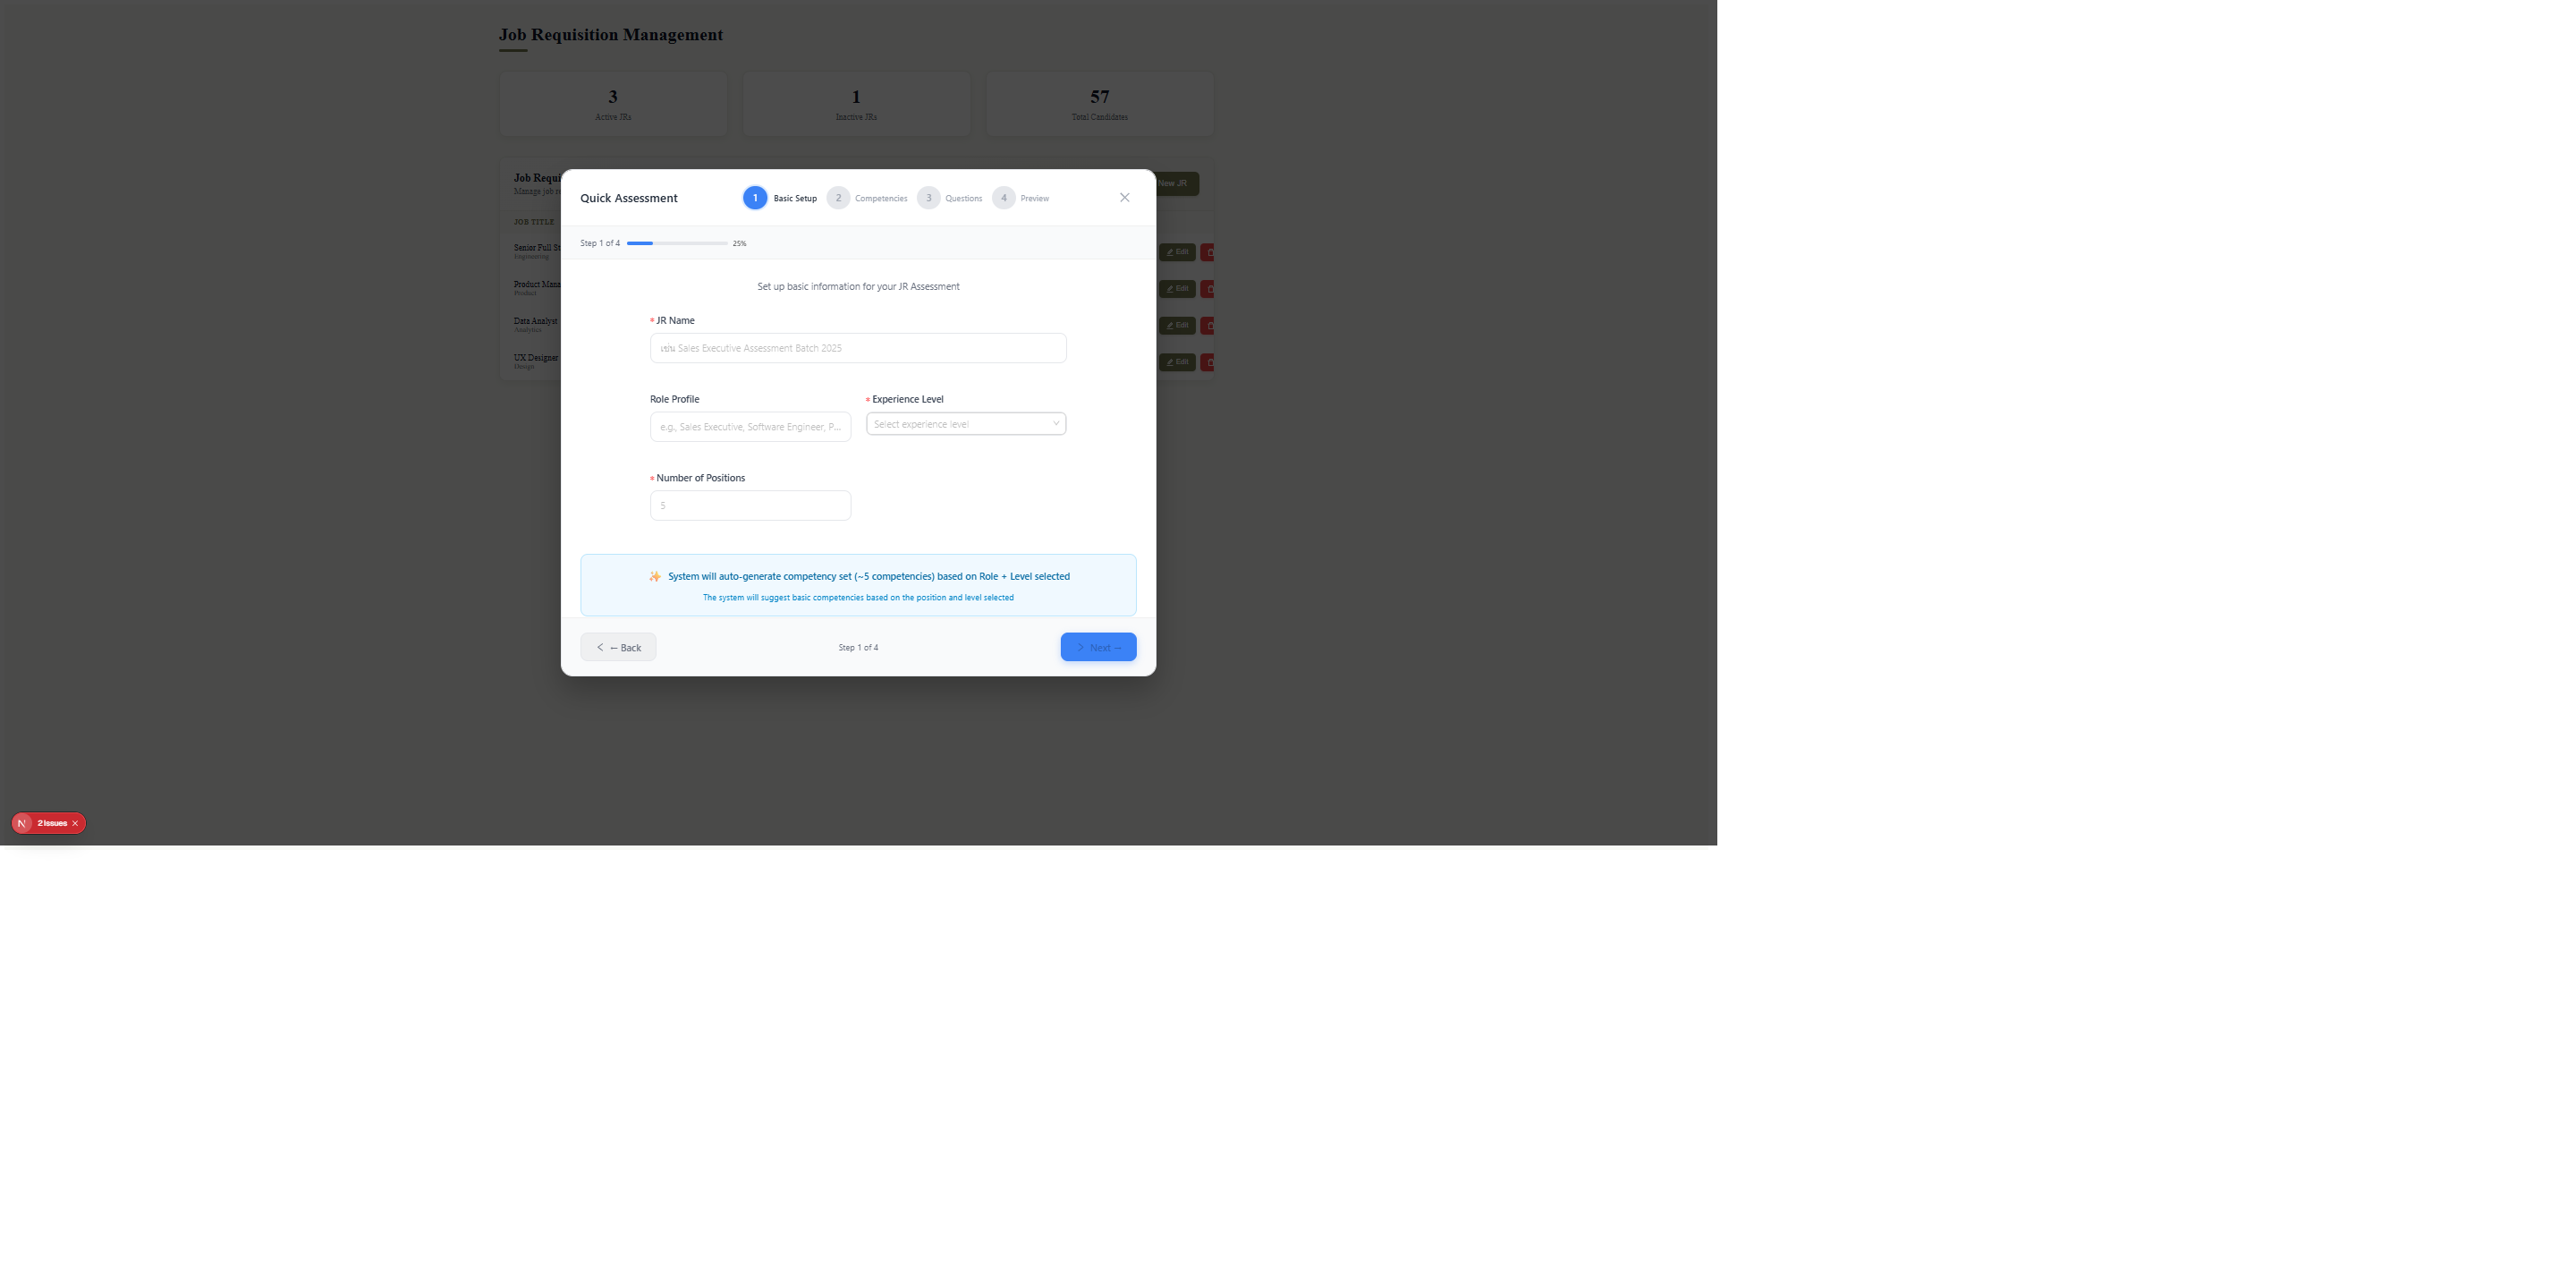 Job Requisition Management
3
Active JRs
1
Inactive JRs
57
Total Candidates
Job Requi
Manage job re
New JR
JOB TITLE
Senior Full St
Engineering
Edit
Product Mana
Product
Edit
Data Analyst
Analytics
Edit
UX Designer
Design
Edit
Quick Assessment
1 Basic Setup 2 Competencies 3 Questions 4 Preview
Step 1 of 4 25%
Set up basic information for your JR Assessment
* JR Name
เช่น Sales Executive Assessment Batch 2025
Role Profile * Experience Level
e.g., Sales Executive, Software Engineer, P... Select experience level
* Number of Positions
5
✨ System will auto-generate competency set (~5 competencies) based on Role + Level selected
The system will suggest basic competencies based on the position and level selected
← Back Step 1 of 4 Next →
N 2 Issues